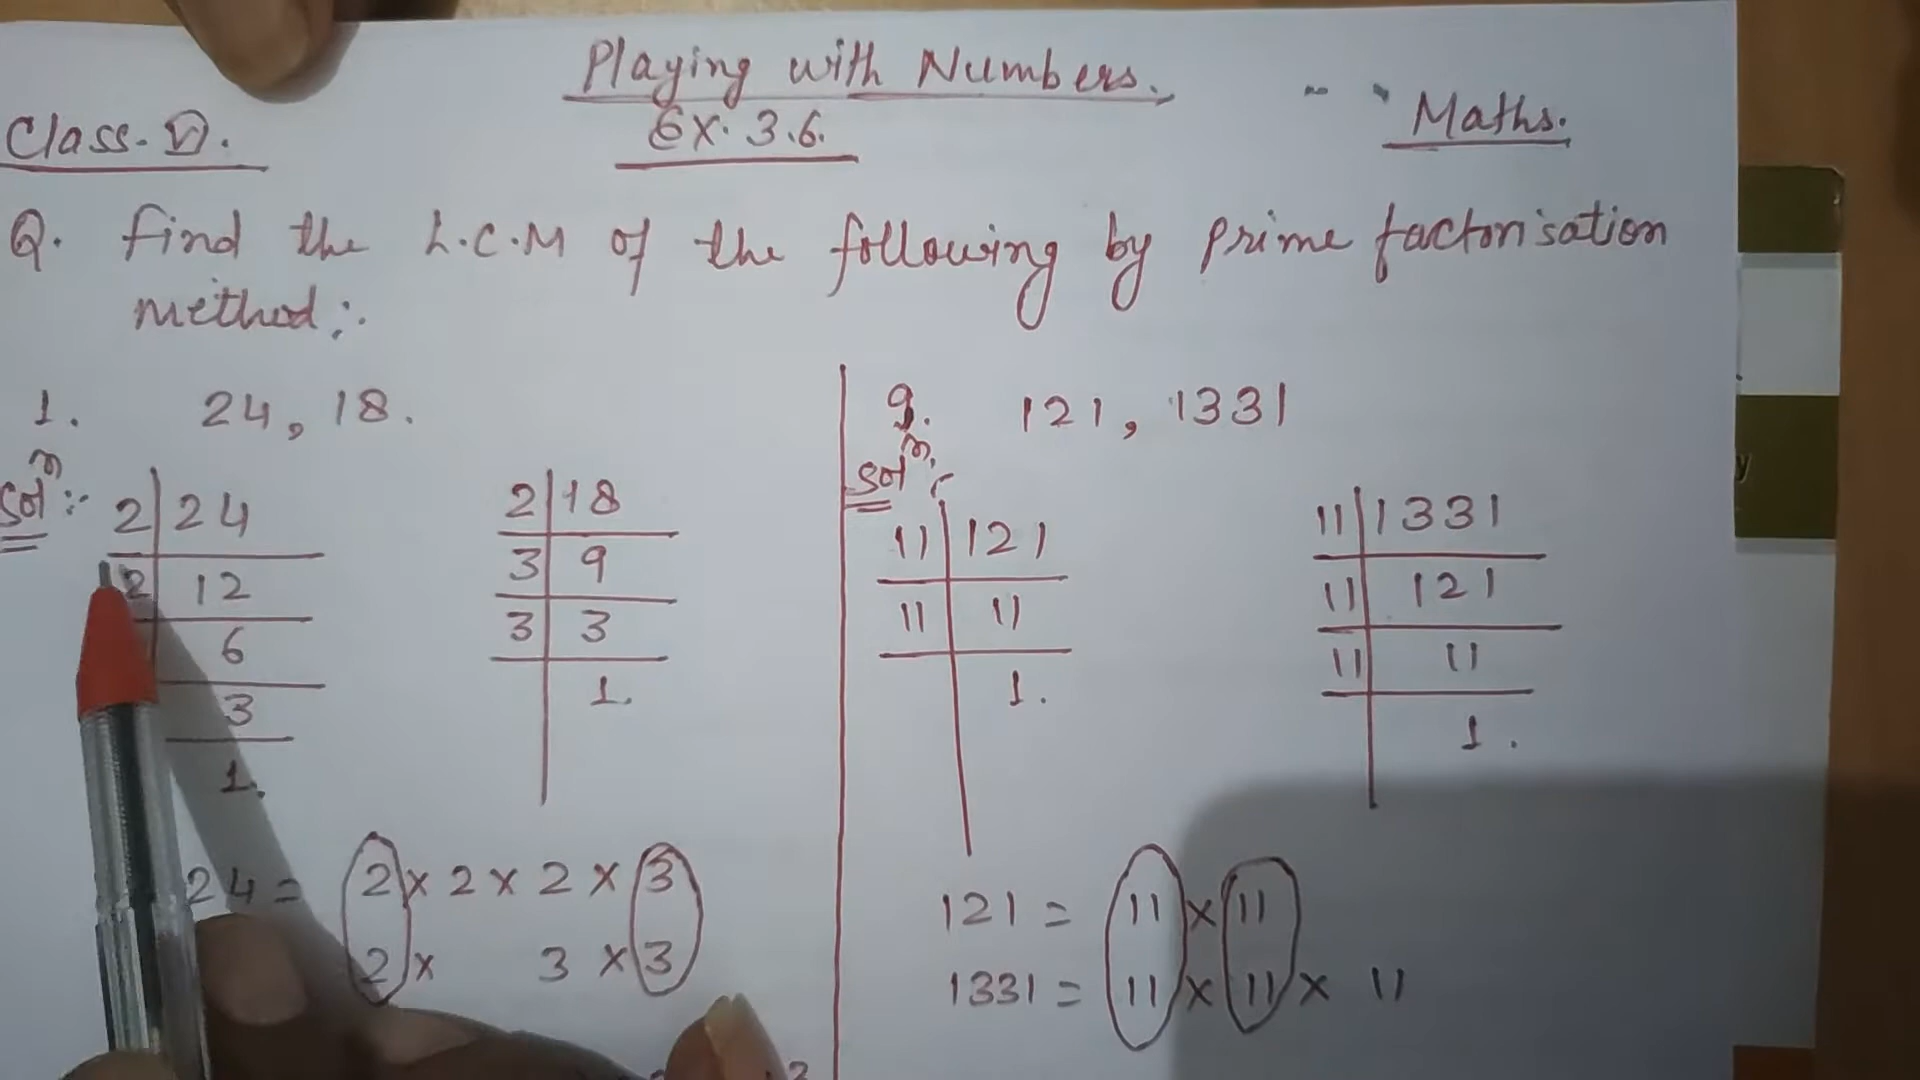 Playing with Numbers.
Ex. 3.6.
Maths.
Class - VI.
Q. find the L.C.M of the following by prime factorisation
method:.
1. 24, 18.
Solⁿ:-
2 | 24
2 | 12
6
3
1.
2 | 18
3 | 9
3 | 3
1.
24 = 2 x 2 x 2 x 3
2 x 3 x 3
9. 121, 1331
Solⁿ:
11 | 121
11 | 11
1.
11 | 1331
11 | 121
11 | 11
1.
121 = 11 x 11
1331 = 11 x 11 x 11